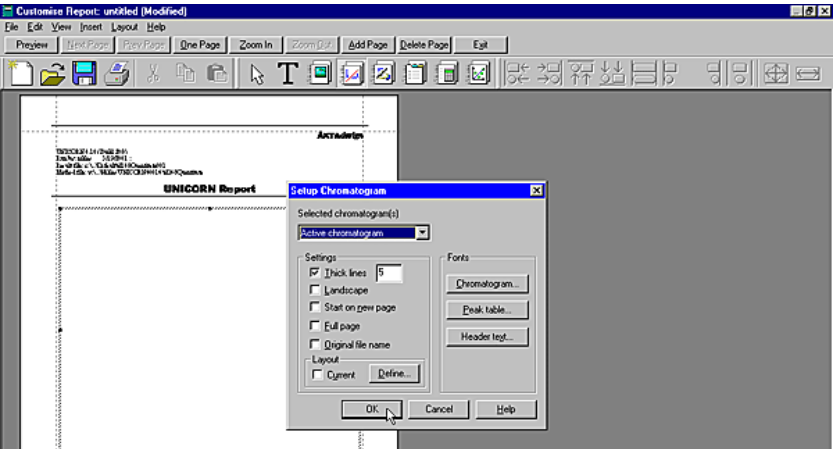 Customise Report: untitled (Modified)
File Edit View Insert Layout Help
Preview Next Page Prev Page One Page Zoom In Zoom Out Add Page Delete Page Exit
UNICORN Report
Setup Chromatogram
Selected chromatogram(s)
Active chromatogram
Settings
Thick lines 5
Landscape
Start on new page
Full page
Original file name
Layout
Current Define...
Fonts
Chromatogram...
Peak table...
Header text...
OK Cancel Help